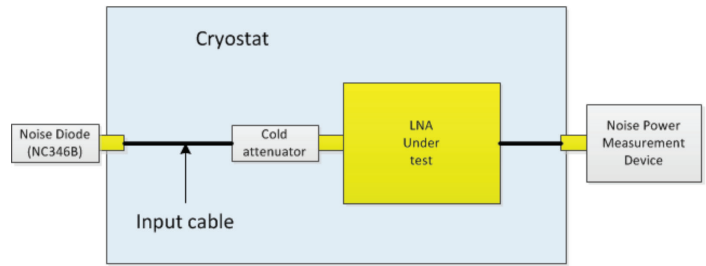 Cryostat
Noise Diode
(NC346B)
Cold
attenuator
LNA
Under
test
Noise Power
Measurement
Device
Input cable